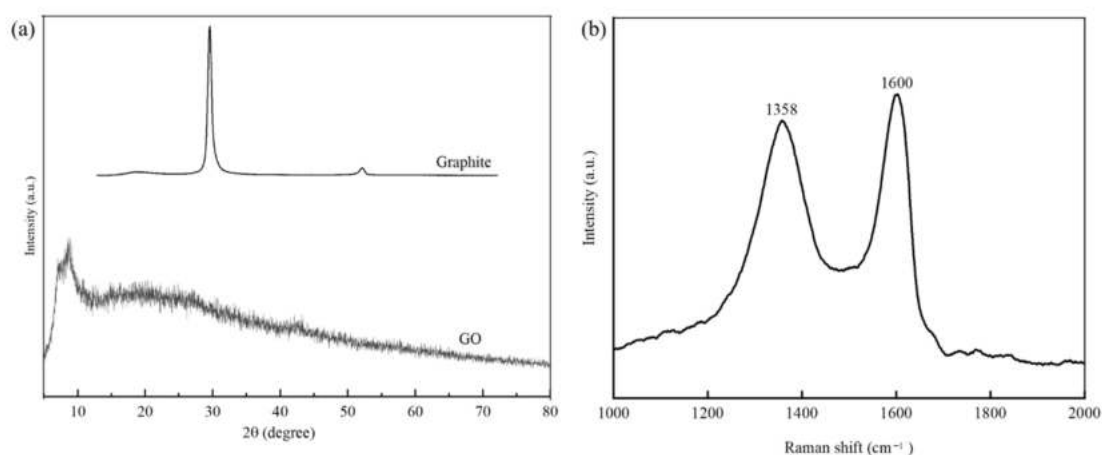 (a)
Graphite
GO
Intensity (a.u.)
10 20 30 40 50 60 70 80
2θ (degree)
(b)
1358
1600
Intensity (a.u.)
1000 1200 1400 1600 1800 2000
Raman shift (cm⁻¹)